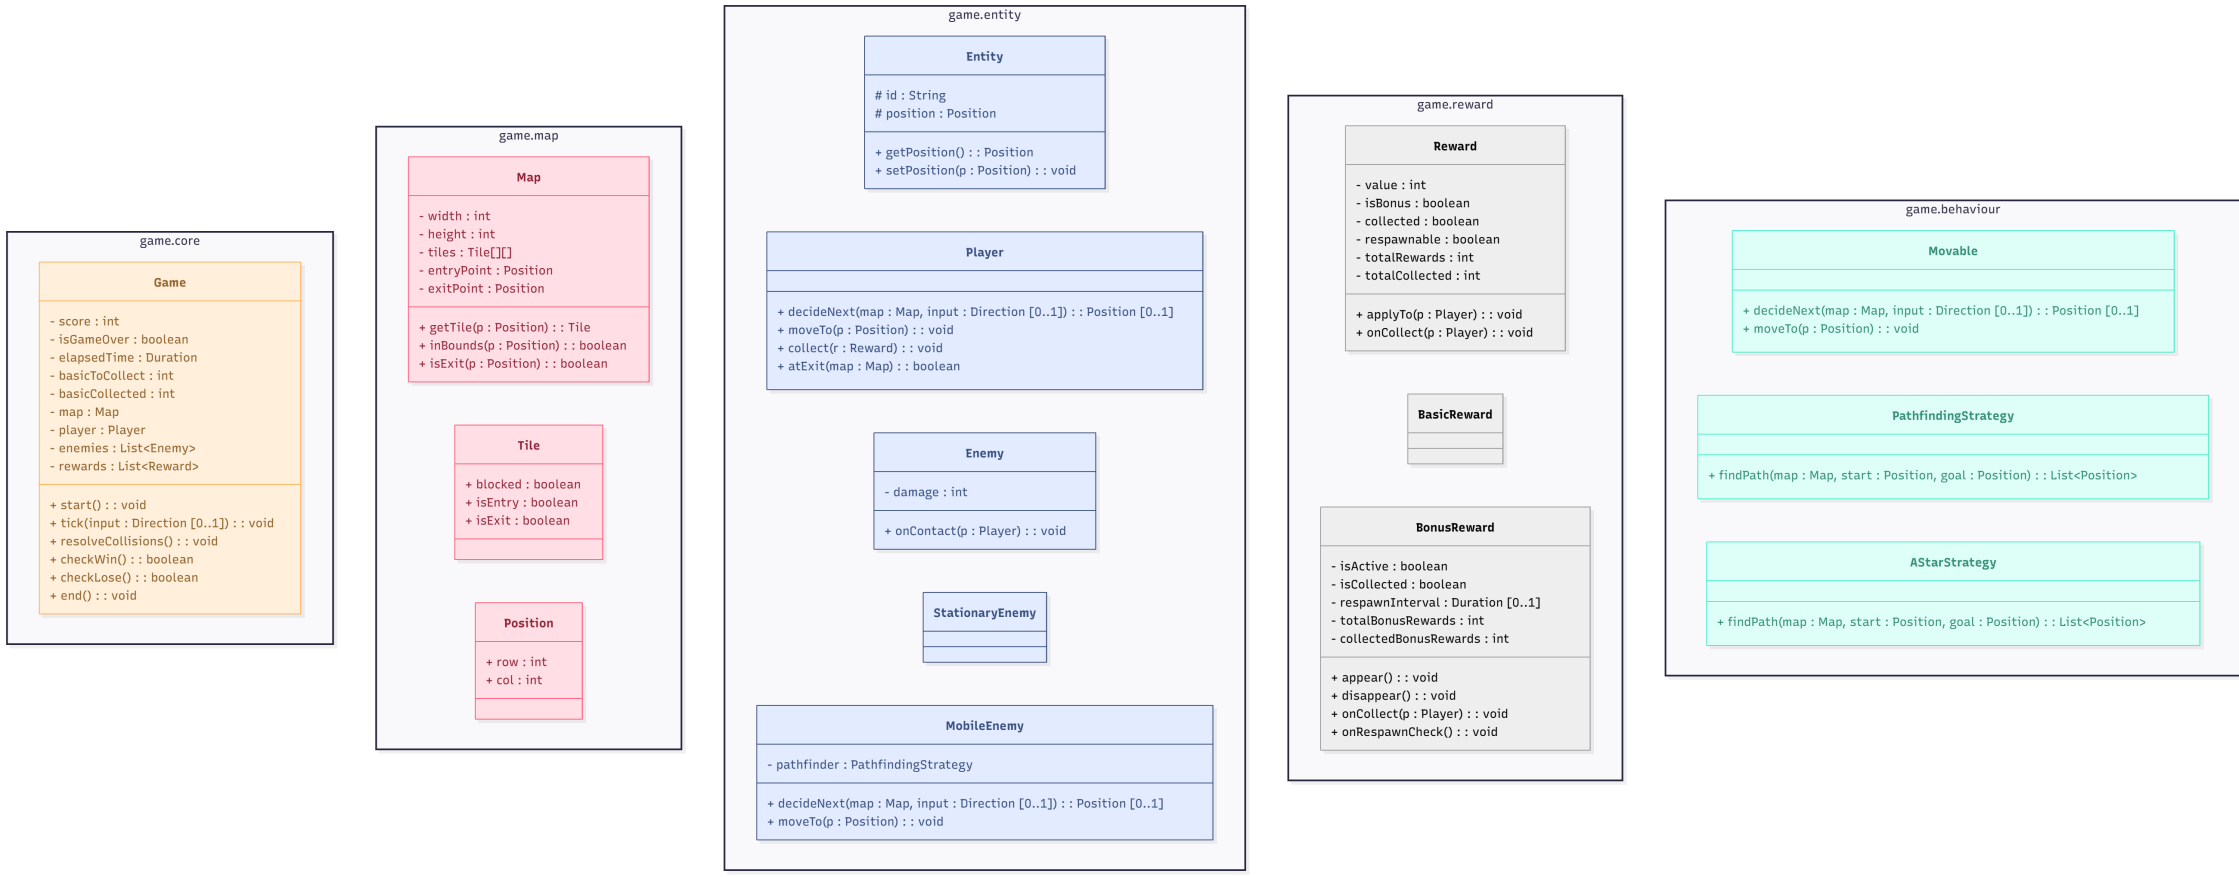 game.core
Game
- score : int
- isGameOver : boolean
- elapsedTime : Duration
- basicToCollect : int
- basicCollected : int
- map : Map
- player : Player
- enemies : List<Enemy>
- rewards : List<Reward>
+ start() : : void
+ tick(input : Direction [0..1]) : : void
+ resolveCollisions() : : void
+ checkWin() : : boolean
+ checkLose() : : boolean
+ end() : : void
game.map
Map
- width : int
- height : int
- tiles : Tile[][]
- entryPoint : Position
- exitPoint : Position
+ getTile(p : Position) : : Tile
+ inBounds(p : Position) : : boolean
+ isExit(p : Position) : : boolean
Tile
+ blocked : boolean
+ isEntry : boolean
+ isExit : boolean
Position
+ row : int
+ col : int
game.entity
Entity
# id : String
# position : Position
+ getPosition() : : Position
+ setPosition(p : Position) : : void
Player
+ decideNext(map : Map, input : Direction [0..1]) : : Position [0..1]
+ moveTo(p : Position) : : void
+ collect(r : Reward) : : void
+ atExit(map : Map) : : boolean
Enemy
- damage : int
+ onContact(p : Player) : : void
StationaryEnemy
MobileEnemy
- pathfinder : PathfindingStrategy
+ decideNext(map : Map, input : Direction [0..1]) : : Position [0..1]
+ moveTo(p : Position) : : void
game.reward
Reward
- value : int
- isBonus : boolean
- collected : boolean
- respawnable : boolean
- totalRewards : int
- totalCollected : int
+ applyTo(p : Player) : : void
+ onCollect(p : Player) : : void
BasicReward
BonusReward
- isActive : boolean
- isCollected : boolean
- respawnInterval : Duration [0..1]
- totalBonusRewards : int
- collectedBonusRewards : int
+ appear() : : void
+ disappear() : : void
+ onCollect(p : Player) : : void
+ onRespawnCheck() : : void
game.behaviour
Movable
+ decideNext(map : Map, input : Direction [0..1]) : : Position [0..1]
+ moveTo(p : Position) : : void
PathfindingStrategy
+ findPath(map : Map, start : Position, goal : Position) : : List<Position>
AStarStrategy
+ findPath(map : Map, start : Position, goal : Position) : : List<Position>